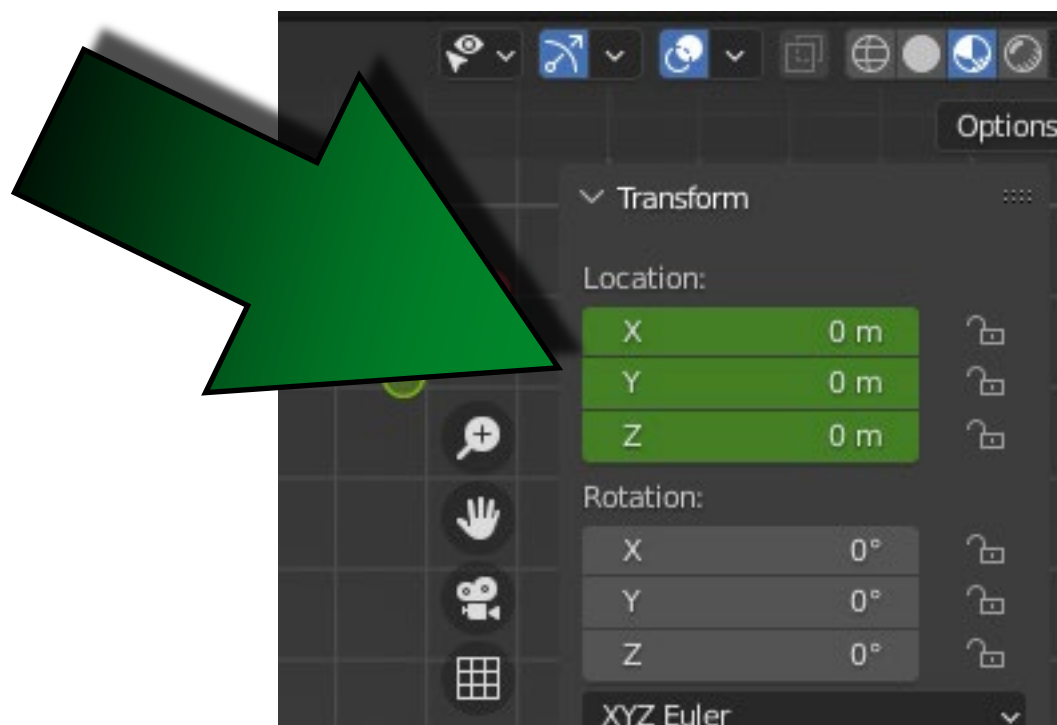 Options
Transform
Location:
X 0 m
Y 0 m
Z 0 m
Rotation:
X 0°
Y 0°
Z 0°
XYZ Euler